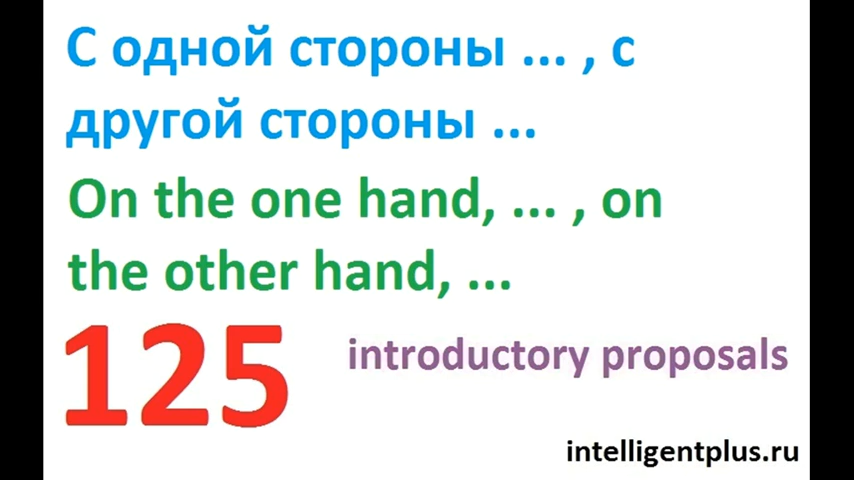 С одной стороны ... , с
другой стороны ...
On the one hand, ... , on
the other hand, ...
125
introductory proposals
intelligentplus.ru